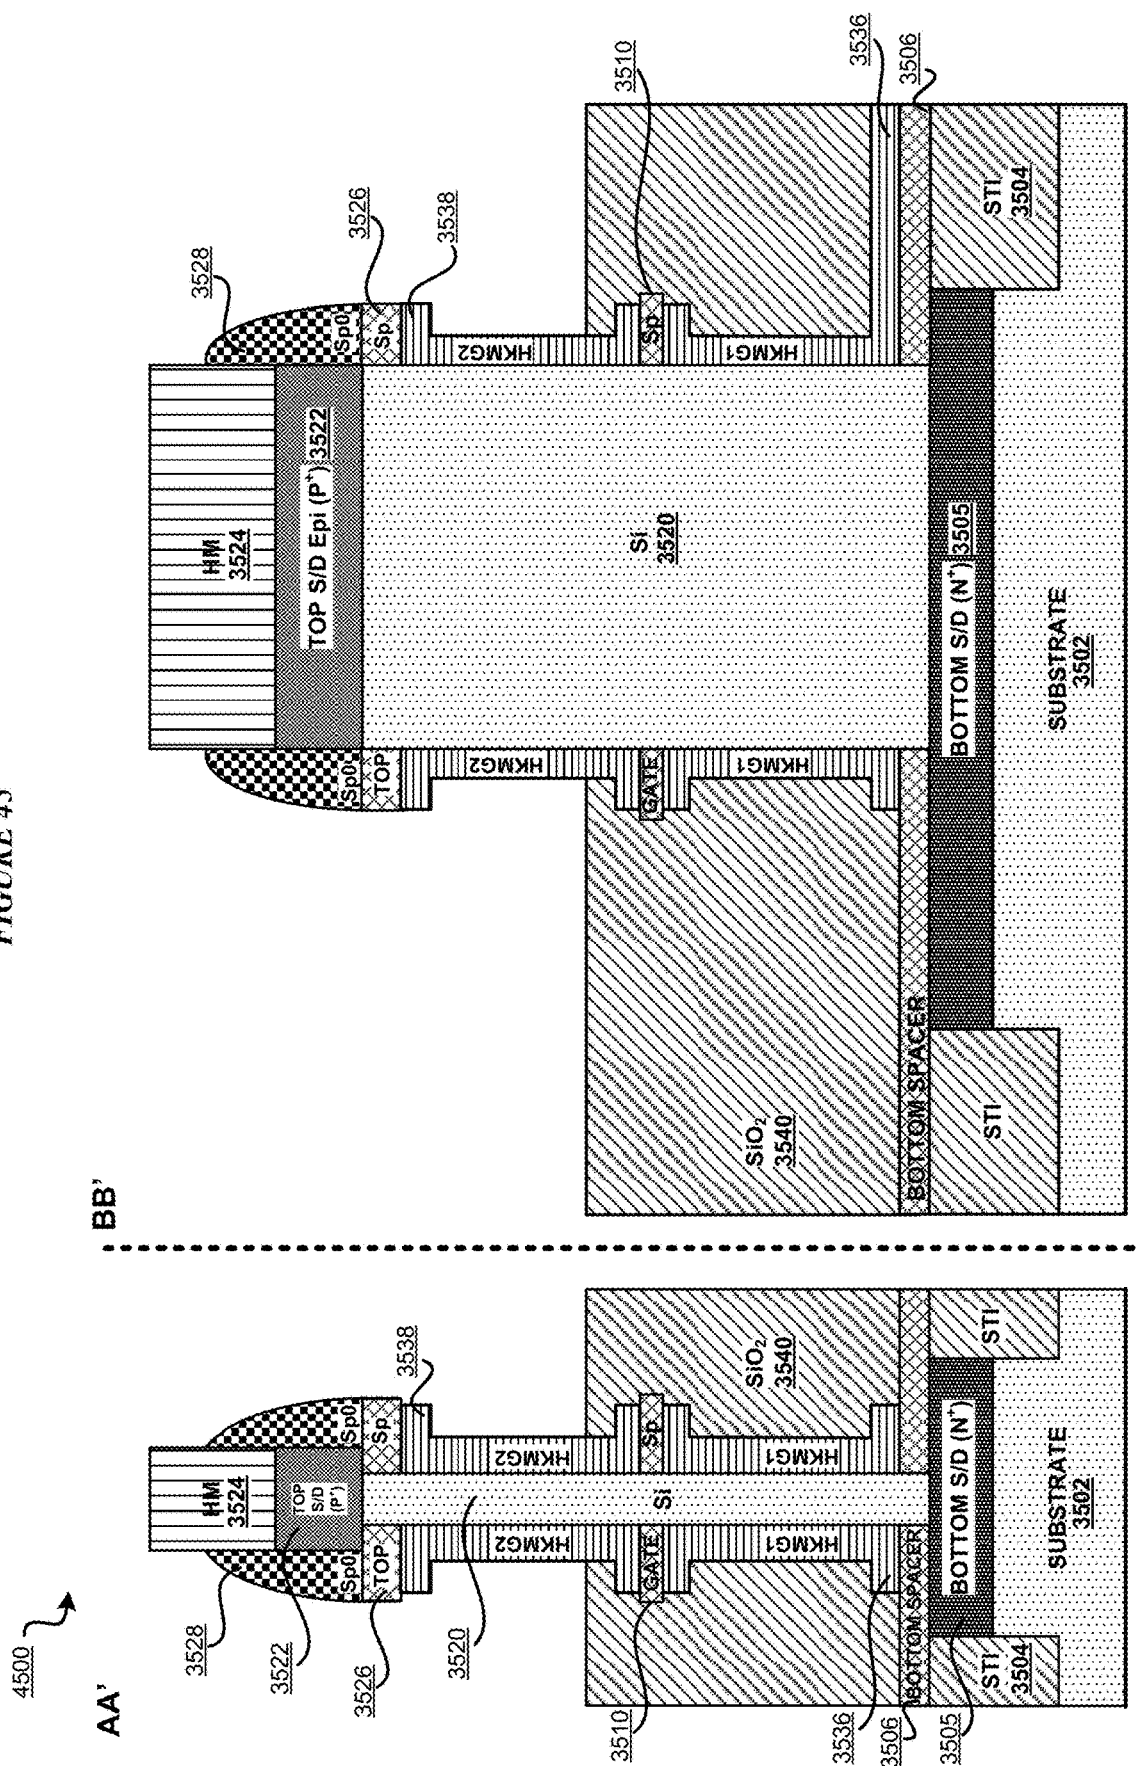 FIGURE 45
4500
AA'
BB'
3528
3522
3526
3520
3510
3536
3506
3505
3538
HM
3524
TOP
S/D
(P+)
Sp0
Sp0
TOP
Sp
HKMG2
HKMG2
Si
GATE
Sp
HKMG1
HKMG1
SiO2
3540
BOTTOM SPACER
STI
3504
BOTTOM S/D (N+)
STI
SUBSTRATE
3502
3528
3526
3538
3510
3536
3506
HM
3524
TOP S/D Epi (P+) 3522
Sp0
Sp0
TOP
Sp
HKMG2
HKMG2
Si
3520
GATE
Sp
HKMG1
HKMG1
SiO2
3540
BOTTOM SPACER
STI
BOTTOM S/D (N+) 3505
STI
3504
SUBSTRATE
3502